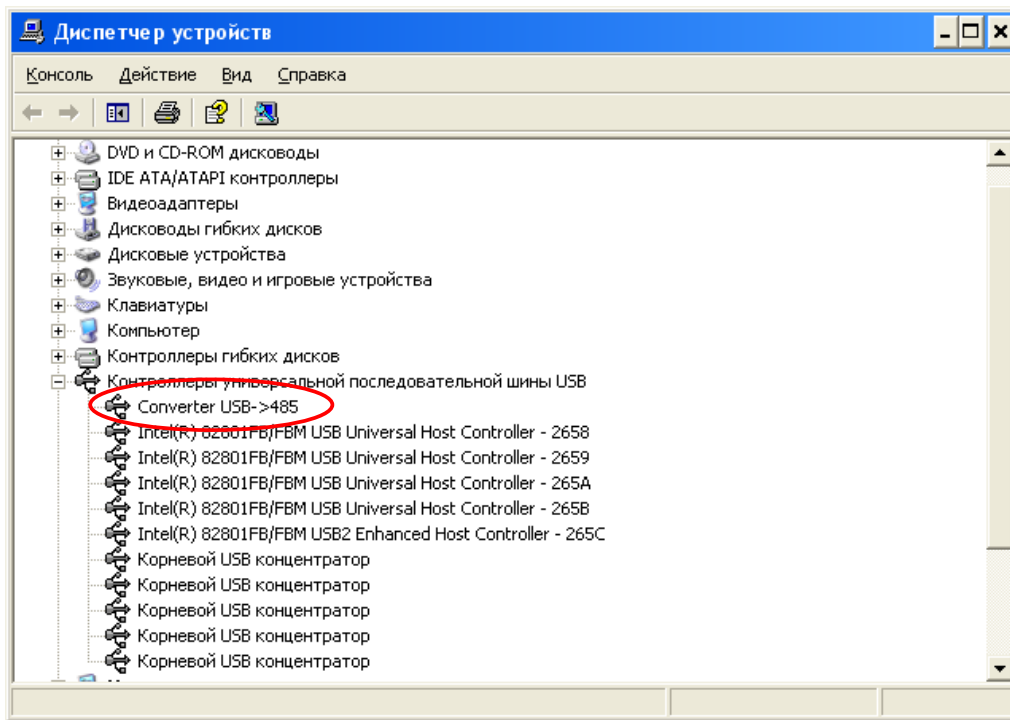 Диспетчер устройств
Консоль Действие Вид Справка
DVD и CD-ROM дисководы
IDE ATA/ATAPI контроллеры
Видеоадаптеры
Дисководы гибких дисков
Дисковые устройства
Звуковые, видео и игровые устройства
Клавиатуры
Компьютер
Контроллеры гибких дисков
Контроллеры универсальной последовательной шины USB
Converter USB->485
Intel(R) 82801FB/FBM USB Universal Host Controller - 2658
Intel(R) 82801FB/FBM USB Universal Host Controller - 2659
Intel(R) 82801FB/FBM USB Universal Host Controller - 265A
Intel(R) 82801FB/FBM USB Universal Host Controller - 265B
Intel(R) 82801FB/FBM USB2 Enhanced Host Controller - 265C
Корневой USB концентратор
Корневой USB концентратор
Корневой USB концентратор
Корневой USB концентратор
Корневой USB концентратор